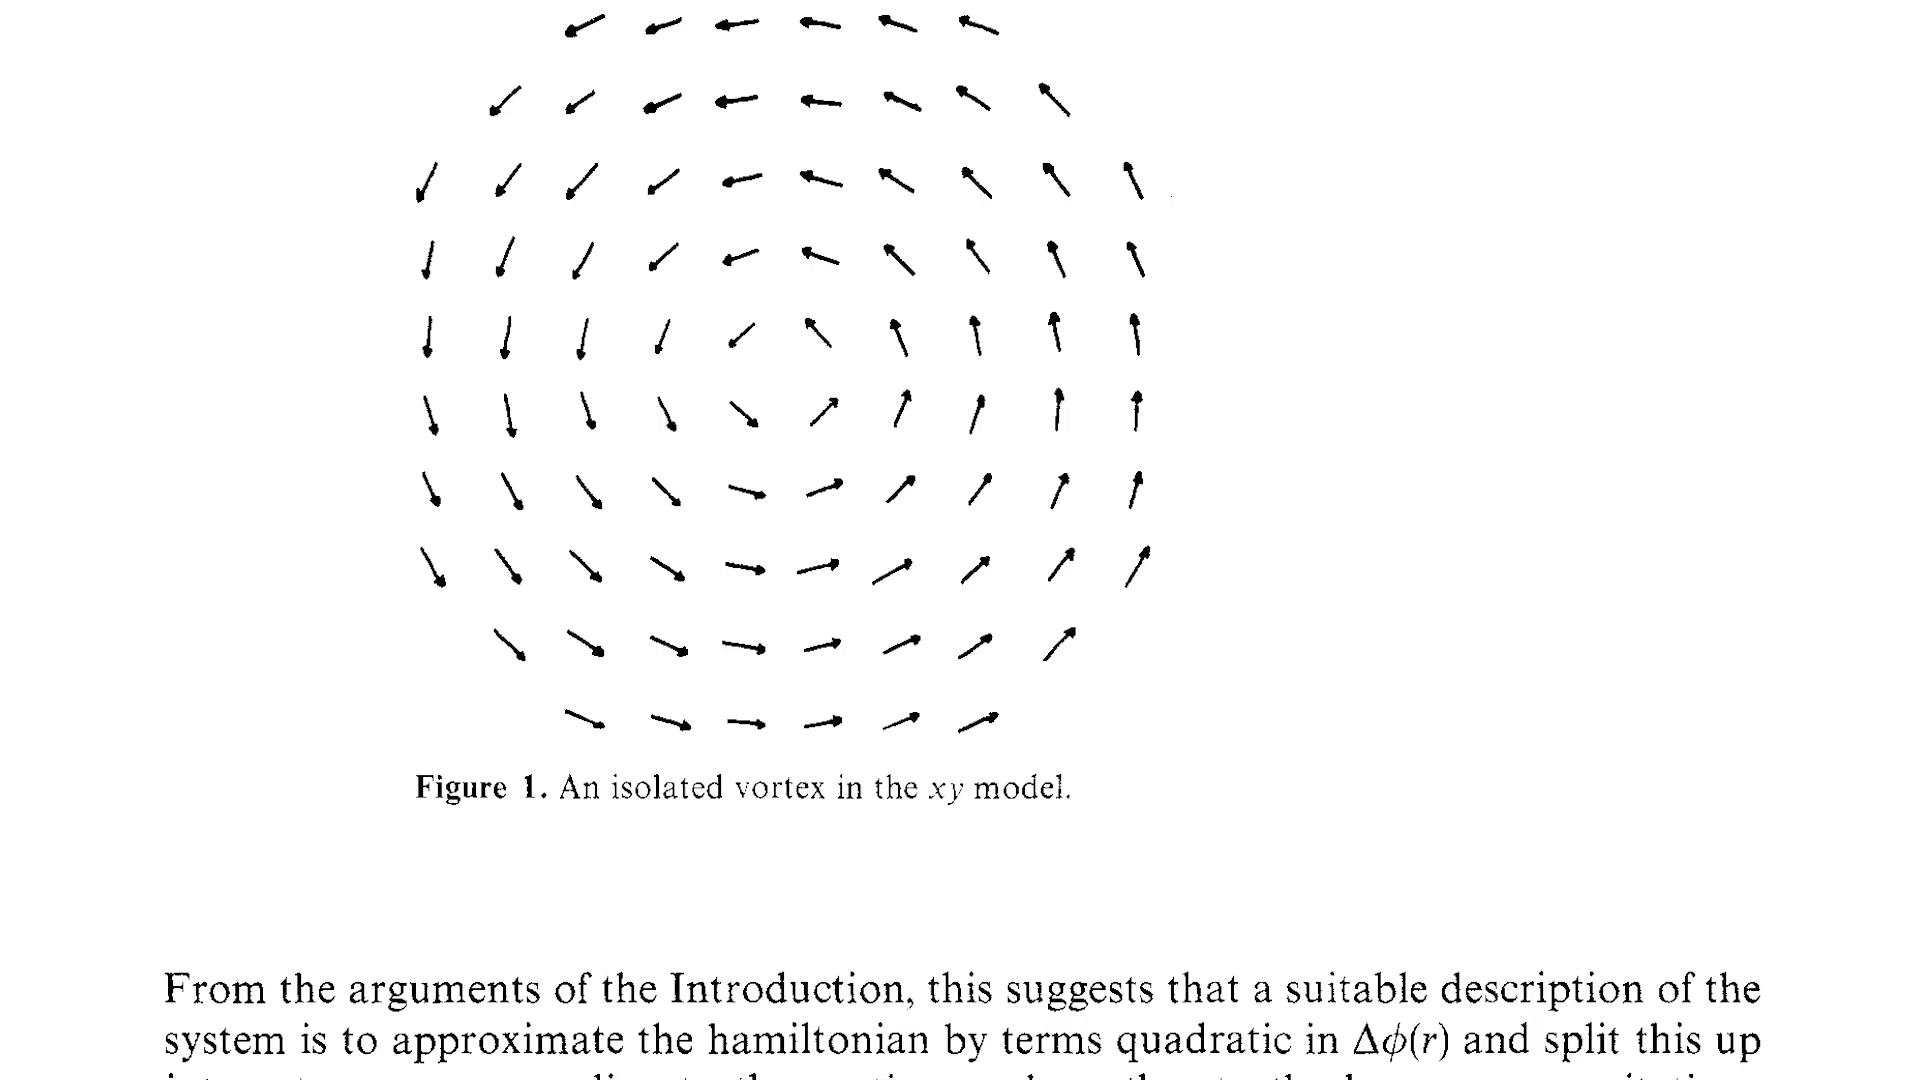 Figure 1. An isolated vortex in the xy model.
From the arguments of the Introduction, this suggests that a suitable description of the
system is to approximate the hamiltonian by terms quadratic in Δϕ(r) and split this up